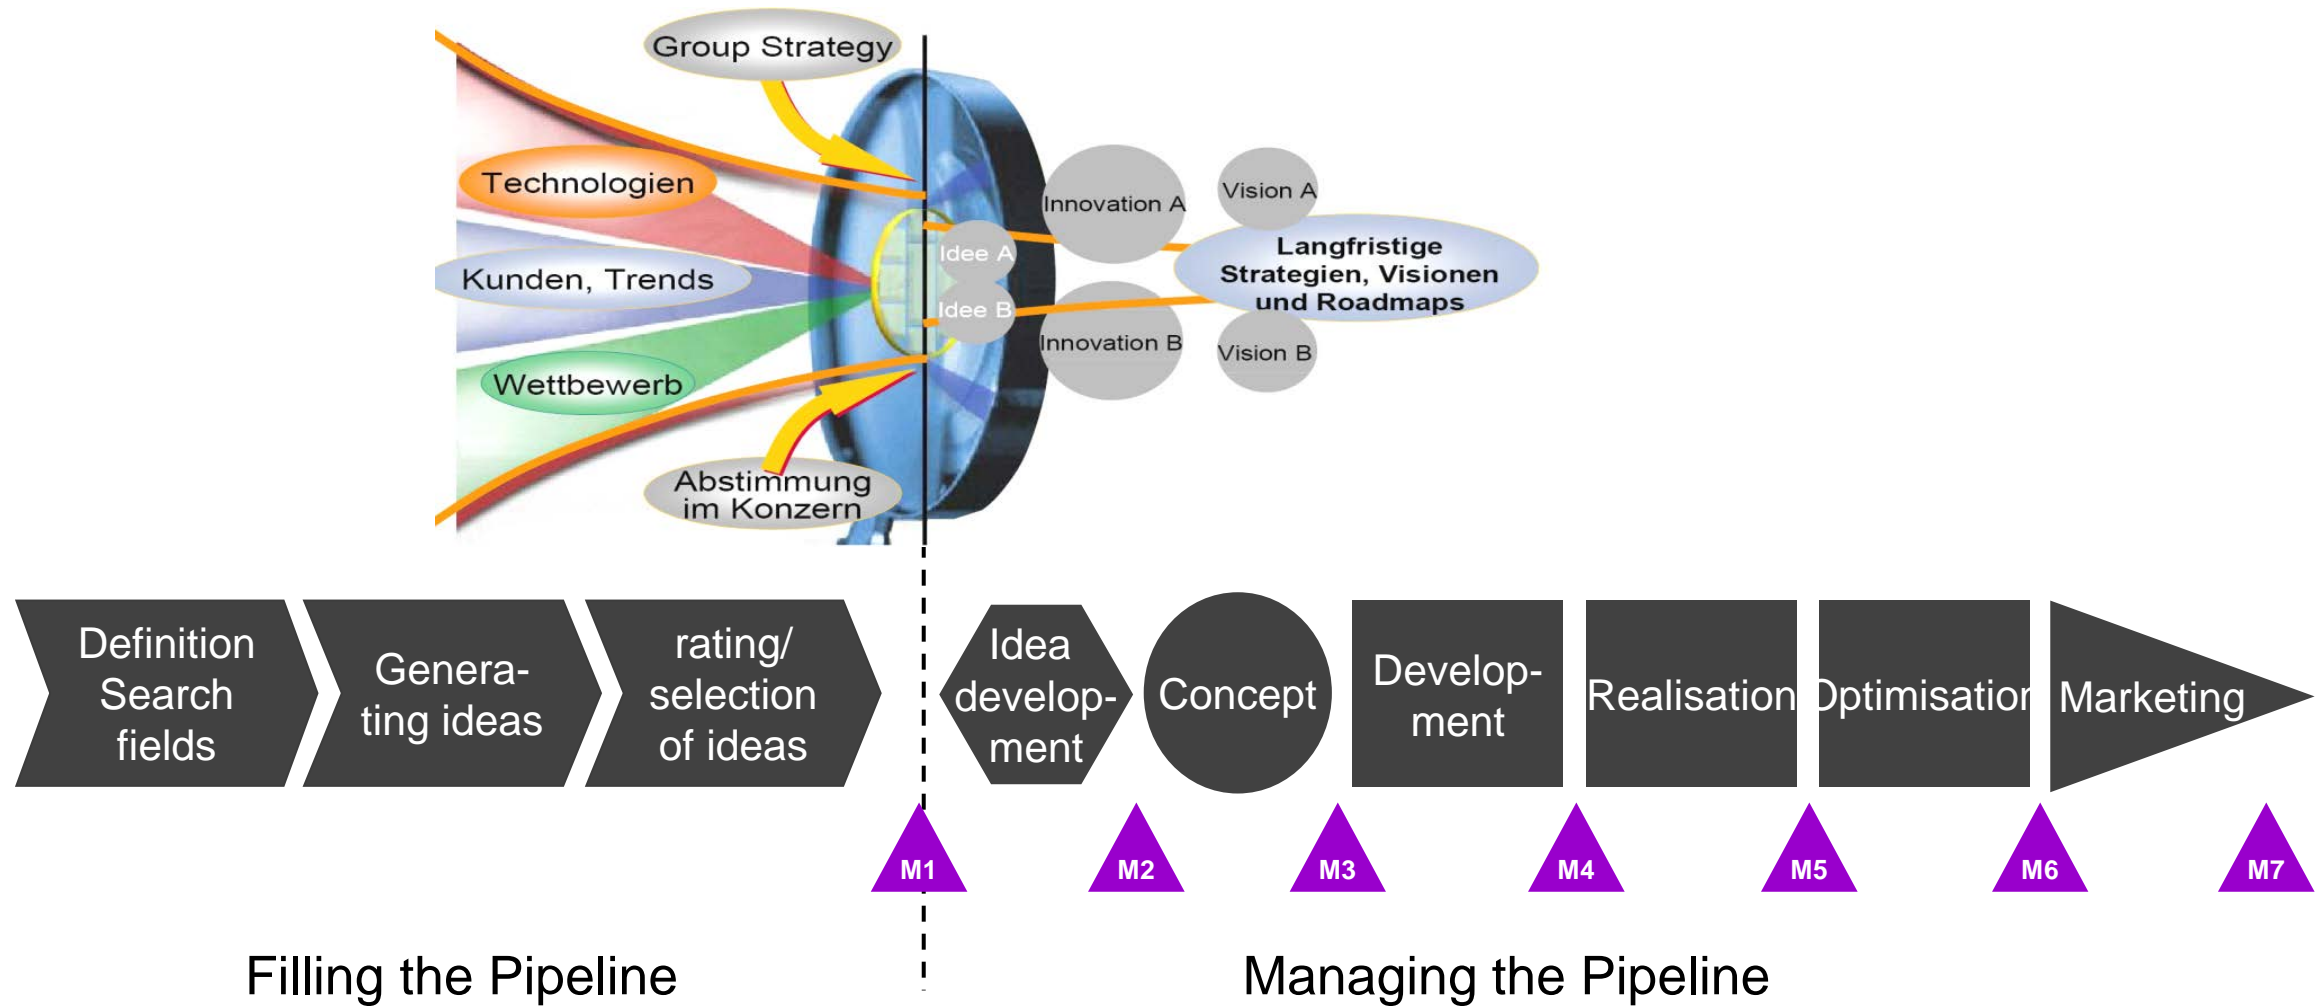 Group Strategy
Technologien
Kunden, Trends
Wettbewerb
Abstimmung
im Konzern
Idee A
Idee B
Innovation A
Innovation B
Vision A
Langfristige
Strategien, Visionen
und Roadmaps
Vision B
Definition
Search
fields
Genera-
ting ideas
rating/
selection
of ideas
Idea
develop-
ment
Concept
Develop-
ment
Realisation
Optimisation
Marketing
M1
M2
M3
M4
M5
M6
M7
Filling the Pipeline
Managing the Pipeline